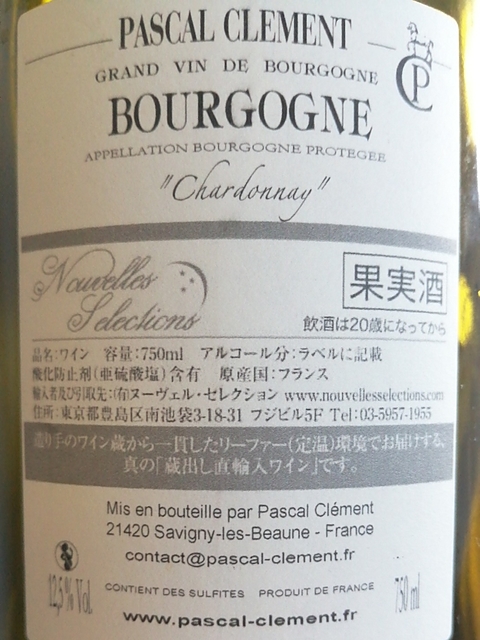 PASCAL CLEMENT
GRAND VIN DE BOURGOGNE
CP
BOURGOGNE
APPELLATION BOURGOGNE PROTEGEE
"Chardonnay"
Nouvelles
Selections
果実酒
飲酒は20歳になってから
品名:ワイン 容量:750ml アルコール分:ラベルに記載
酸化防止剤(亜硫酸塩)含有 原産国:フランス
輸入者及び引取先:(有)ヌーヴェル・セレクション www.nouvellesselections.com
住所:東京都豊島区南池袋3-18-31 フジビル5F Tel:03-5957-1955
造り手のワイン蔵から一貫したリーファー(定温)環境でお届けする、
真の「蔵出し直輸入ワイン」です。
Mis en bouteille par Pascal Clément
21420 Savigny-les-Beaune - France
contact@pascal-clement.fr
12,5 % Vol.
CONTIENT DES SULFITES PRODUIT DE FRANCE
750 ml
www.pascal-clement.fr